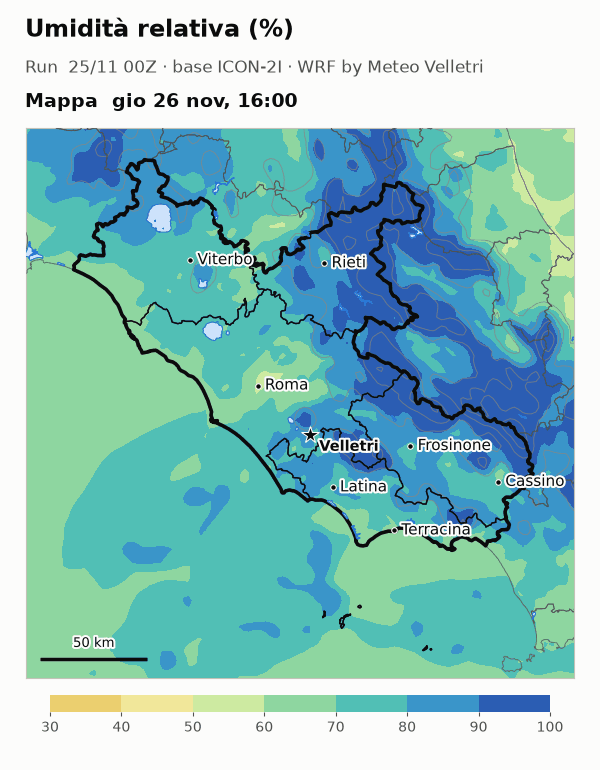 Umidità relativa (%)
Run  25/11 00Z · base ICON-2I · WRF by Meteo Velletri
Mappa  gio 26 nov, 16:00
Viterbo
Rieti
Roma
Velletri
Frosinone
Latina
Cassino
Terracina
50 km
30 40 50 60 70 80 90 100